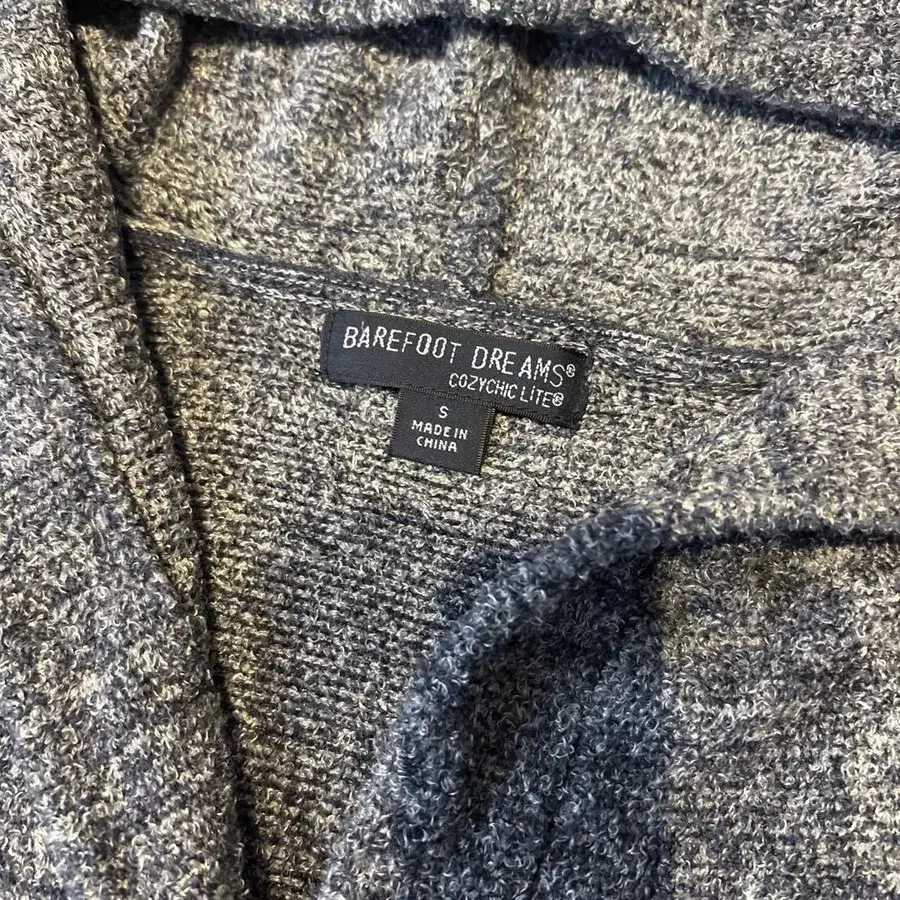 BAREFOOT DREAMS®
COZYCHIC LITE®
S
MADE IN
CHINA